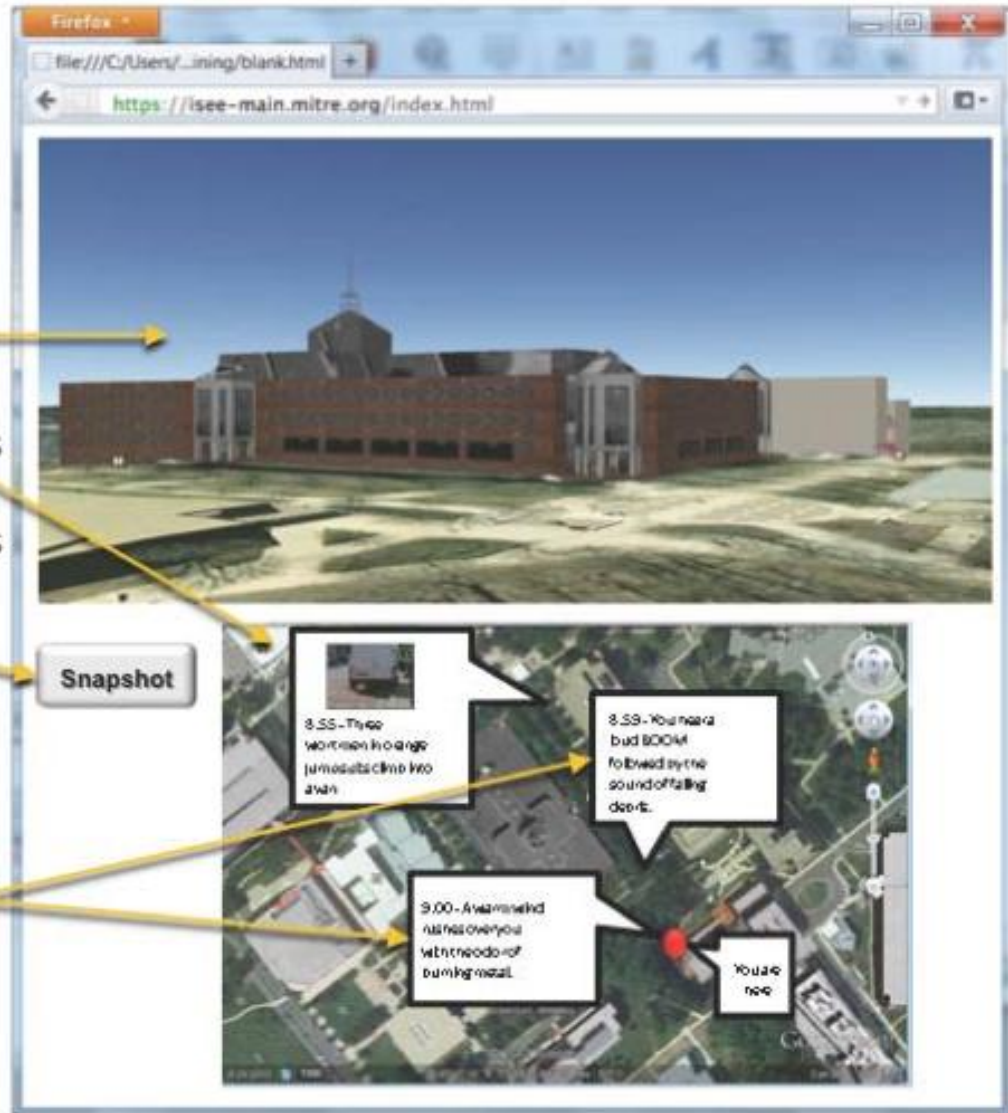 Firefox
file:///C:/Users/...ining/blank.html
https://isee-main.mitre.org/index.html
s
s
Snapshot
8.55 - Three
workmen in orange
jumpsuits climb into
a van
8.59 - You hear a
loud BOOM
followed by the
sound of falling
debris.
9.00 - A warm wind
rushes over you
with the odor of
burning metal.
You are
here